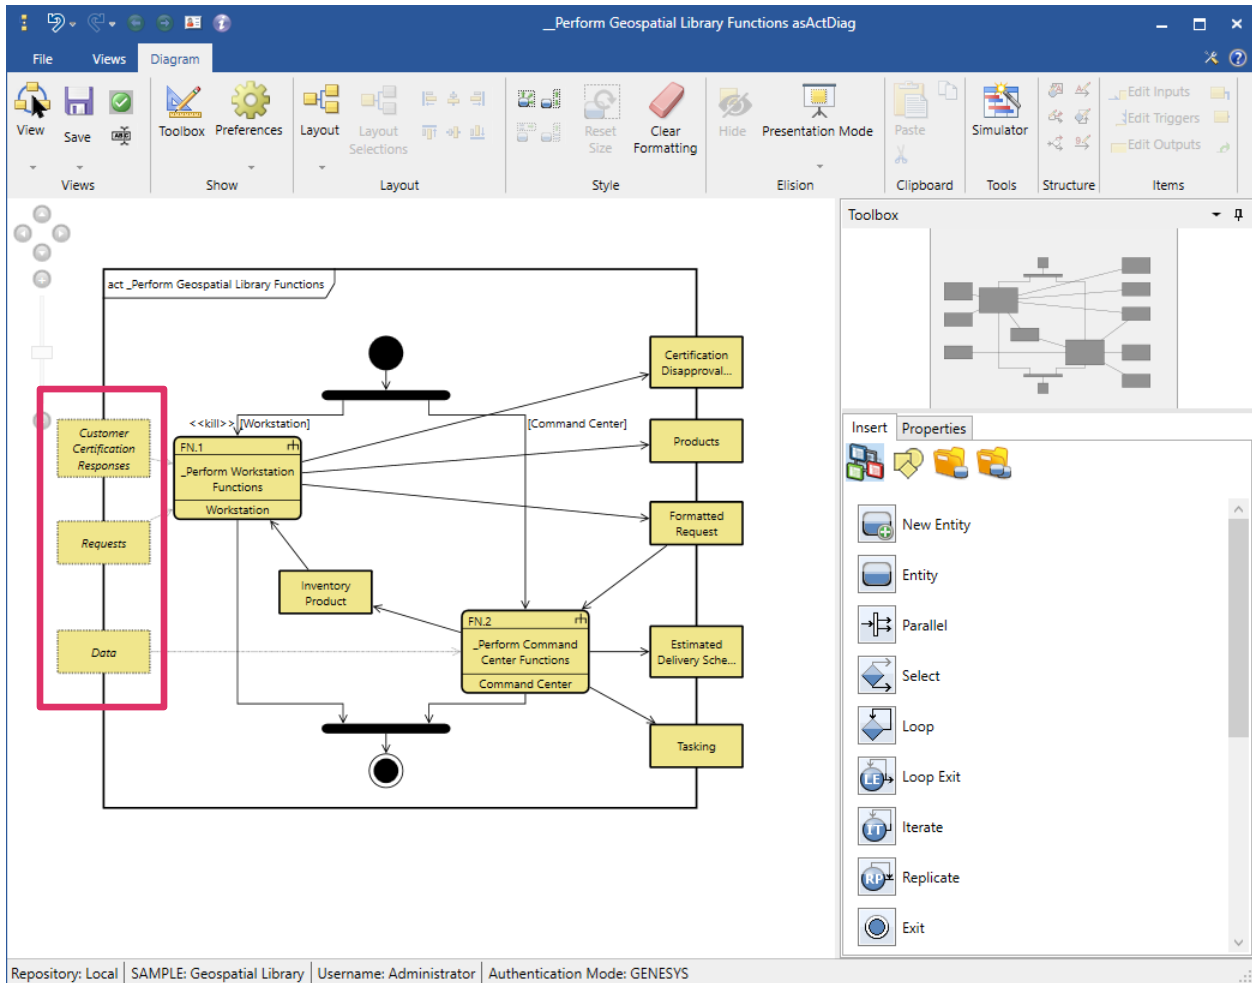 _Perform Geospatial Library Functions asActDiag
File Views Diagram
View
Save
ABC
Toolbox
Preferences
Layout
Layout
Selections
Reset
Size
Clear
Formatting
Hide
Presentation Mode
Paste
Simulator
Edit Inputs
Edit Triggers
Edit Outputs
Views Show Layout Style Elision Clipboard Tools Structure Items
Toolbox
act _Perform Geospatial Library Functions
Certification
Disapproval...
<<kill>> [Workstation]
[Command Center]
Customer
Certification
Responses
FN.1
_Perform Workstation
Functions
Workstation
Products
Requests
Formatted
Request
Inventory
Product
FN.2
_Perform Command
Center Functions
Command Center
Data
Estimated
Delivery Sche...
Tasking
Insert Properties
New Entity
Entity
Parallel
Select
Loop
LE Loop Exit
IT Iterate
RP Replicate
Exit
Repository: Local SAMPLE: Geospatial Library Username: Administrator Authentication Mode: GENESYS